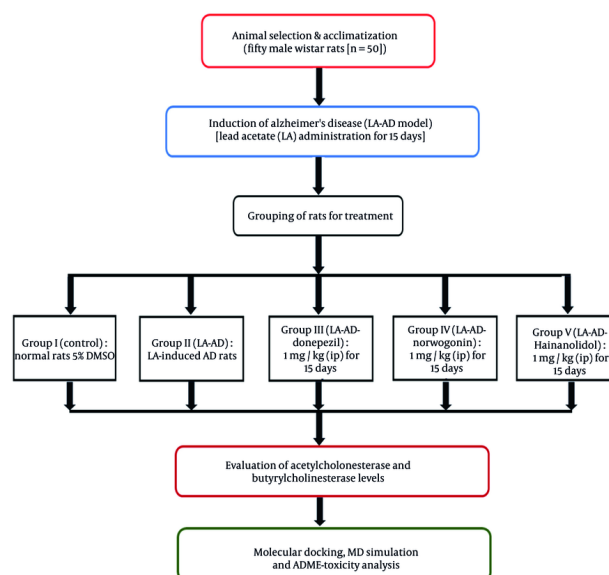 Animal selection & acclimatization
(fifty male wistar rats [n = 50])
Induction of alzheimer's disease (LA-AD model)
[lead acetate (LA) administration for 15 days]
Grouping of rats for treatment
Group I (control) :
normal rats 5% DMSO
Group II (LA-AD) :
LA-induced AD rats
Group III (LA-AD-
donepezil) :
1 mg / kg (ip) for
15 days
Group IV (LA-AD-
norwogonin) :
1 mg / kg (ip) for
15 days
Group V (LA-AD-
Hainanolidol) :
1 mg / kg (ip) for
15 days
Evaluation of acetylcholonesterase and
butyrylcholinesterase levels
Molecular docking, MD simulation
and ADME-toxicity analysis